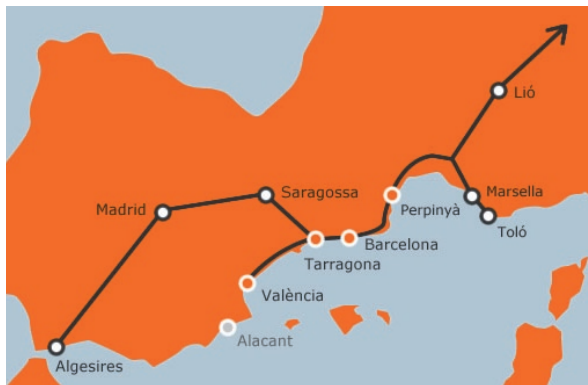 Lió
Saragossa
Marsella
Madrid
Perpinyà
Toló
Barcelona
Tarragona
València
Alacant
Algesires